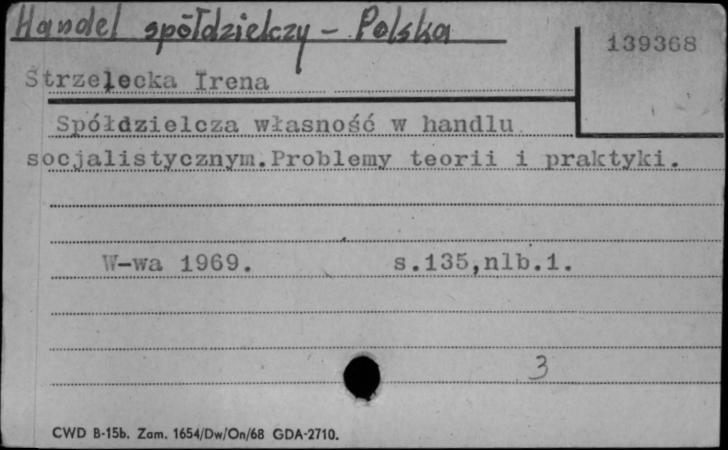 Handel spółdzielczy - Polska
139368
Strzelecka Irena
Spółdzielcza własność w handlu
socjalistycznym.Problemy teorii i praktyki.
W-wa 1969. s.135,nlb.1.
3
CWD B-15b. Zam. 1654/Dw/On/68 GDA-2710.